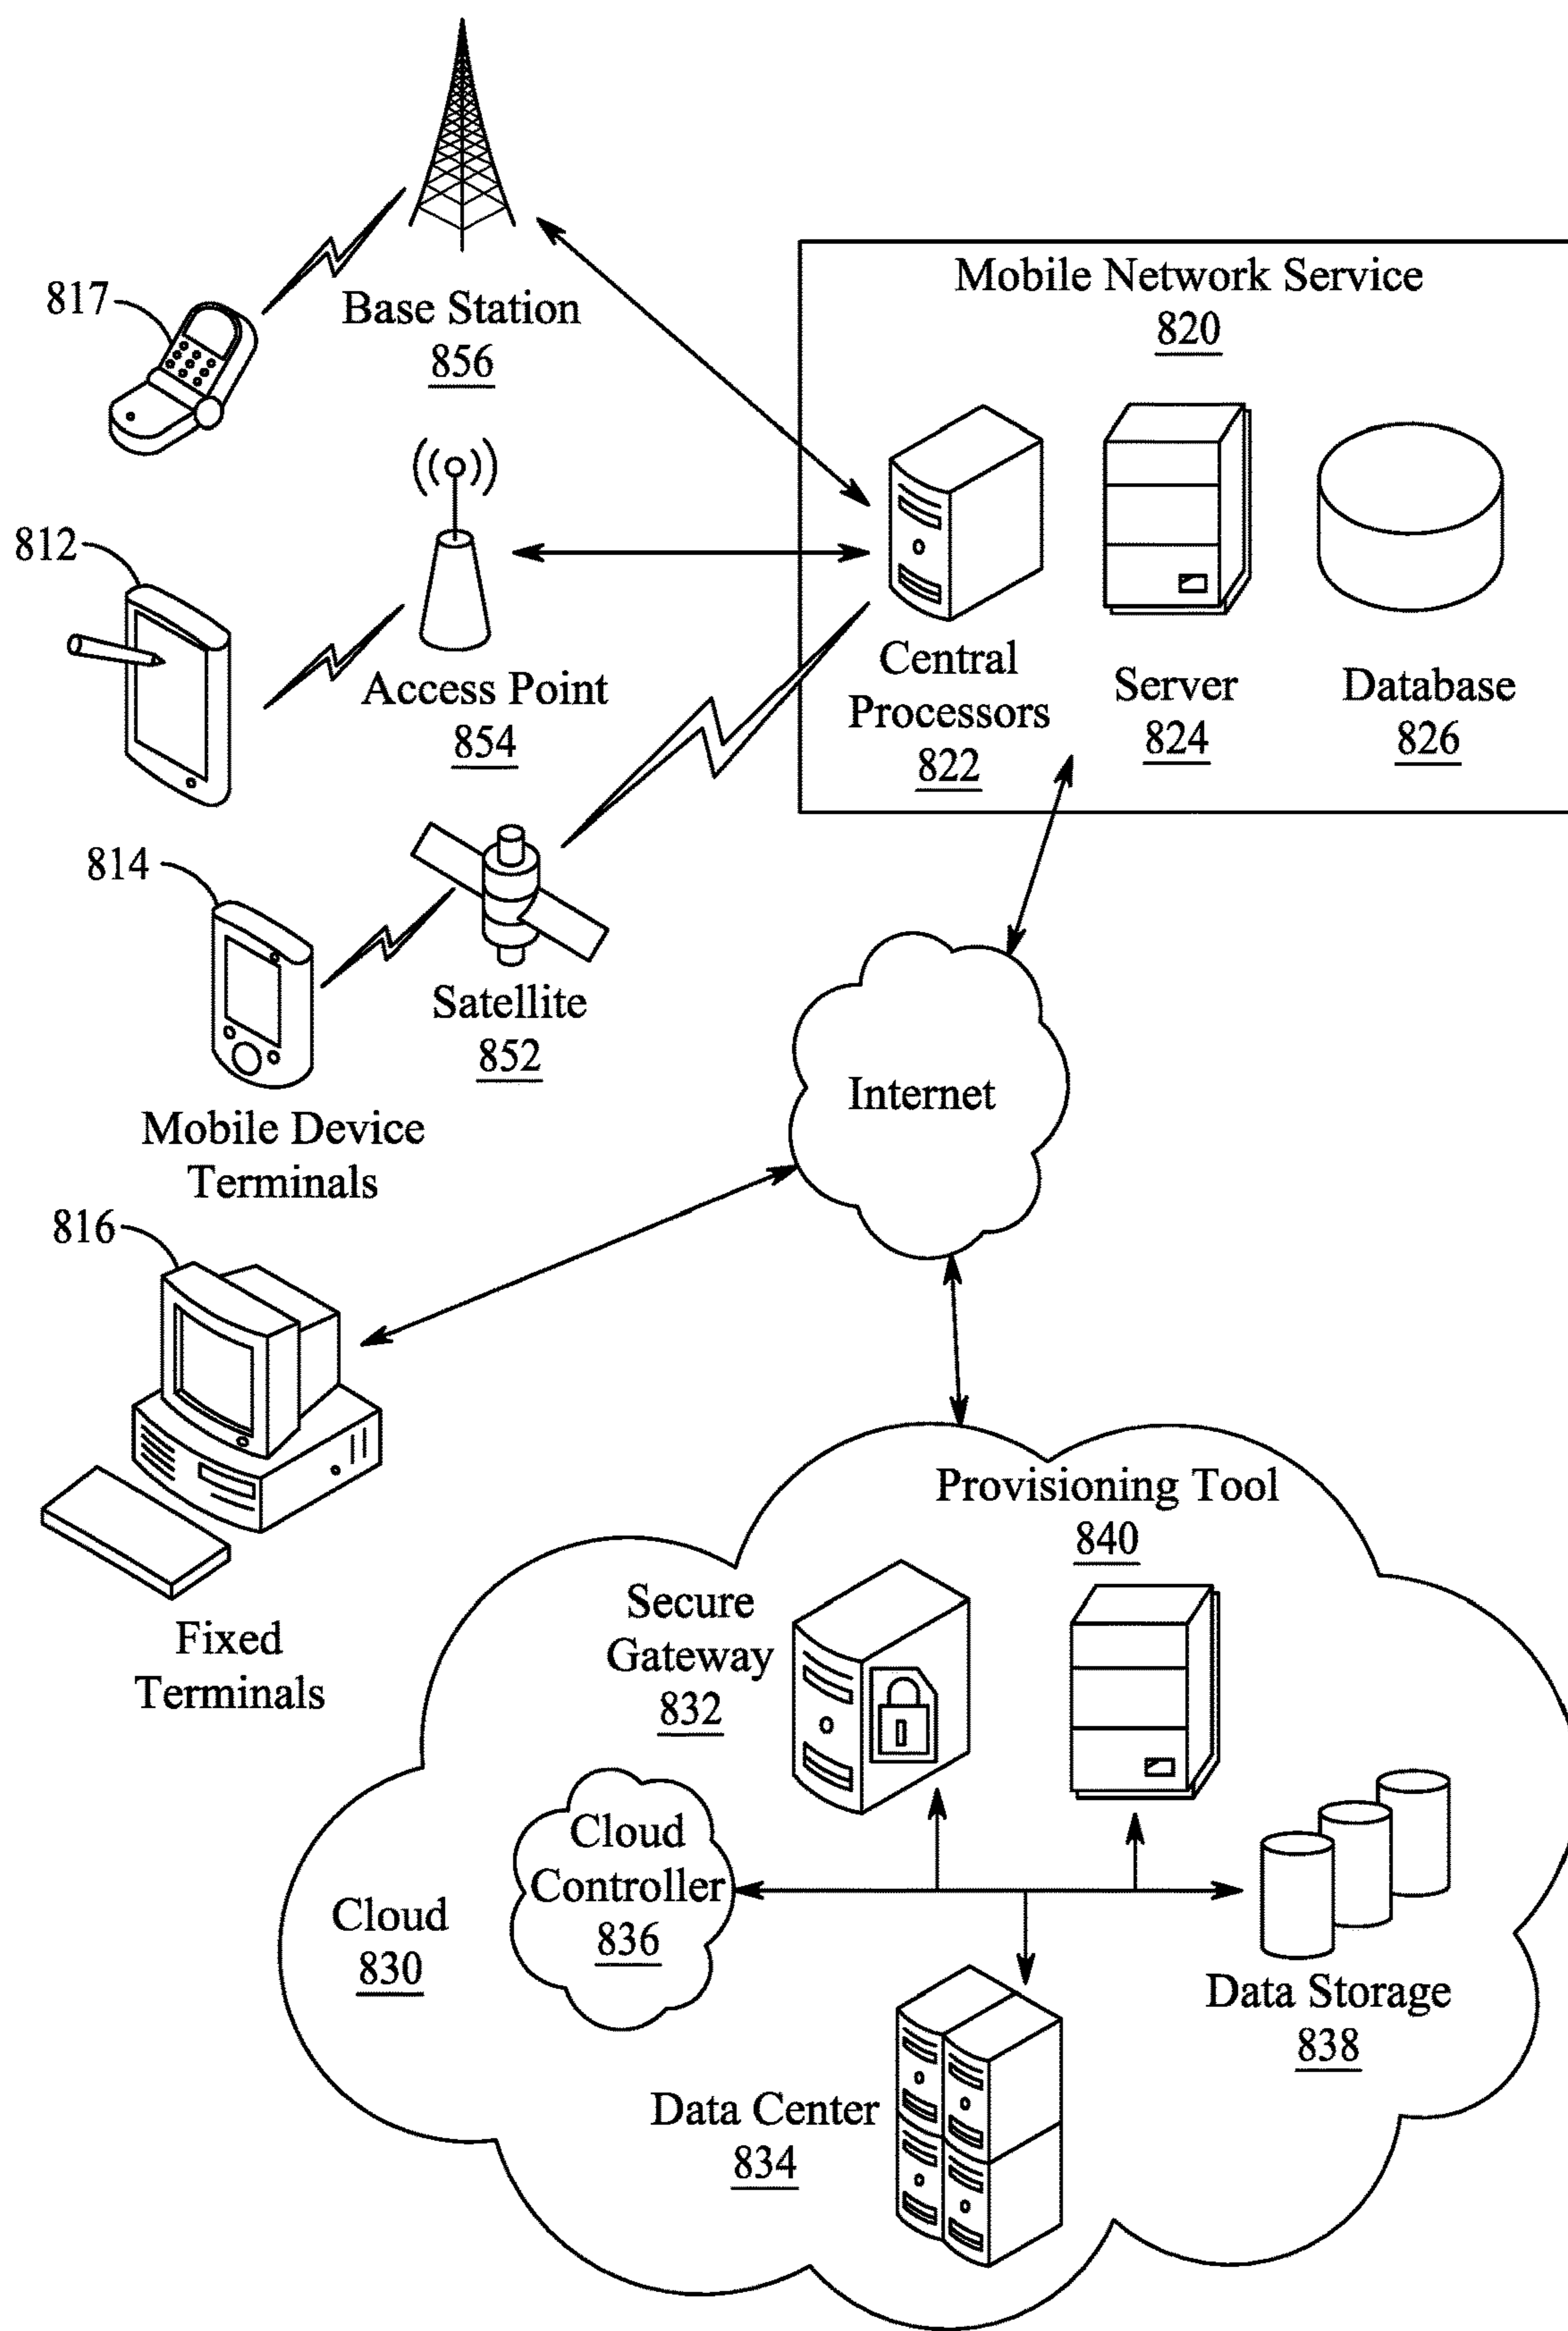 817
Base Station
856
Mobile Network Service
820
812
Access Point
854
Central
Processors
822
Server
824
Database
826
814
Satellite
852
Mobile Device
Terminals
Internet
816
Fixed
Terminals
Provisioning Tool
840
Secure
Gateway
832
Cloud
Controller
836
Cloud
830
Data Storage
838
Data Center
834